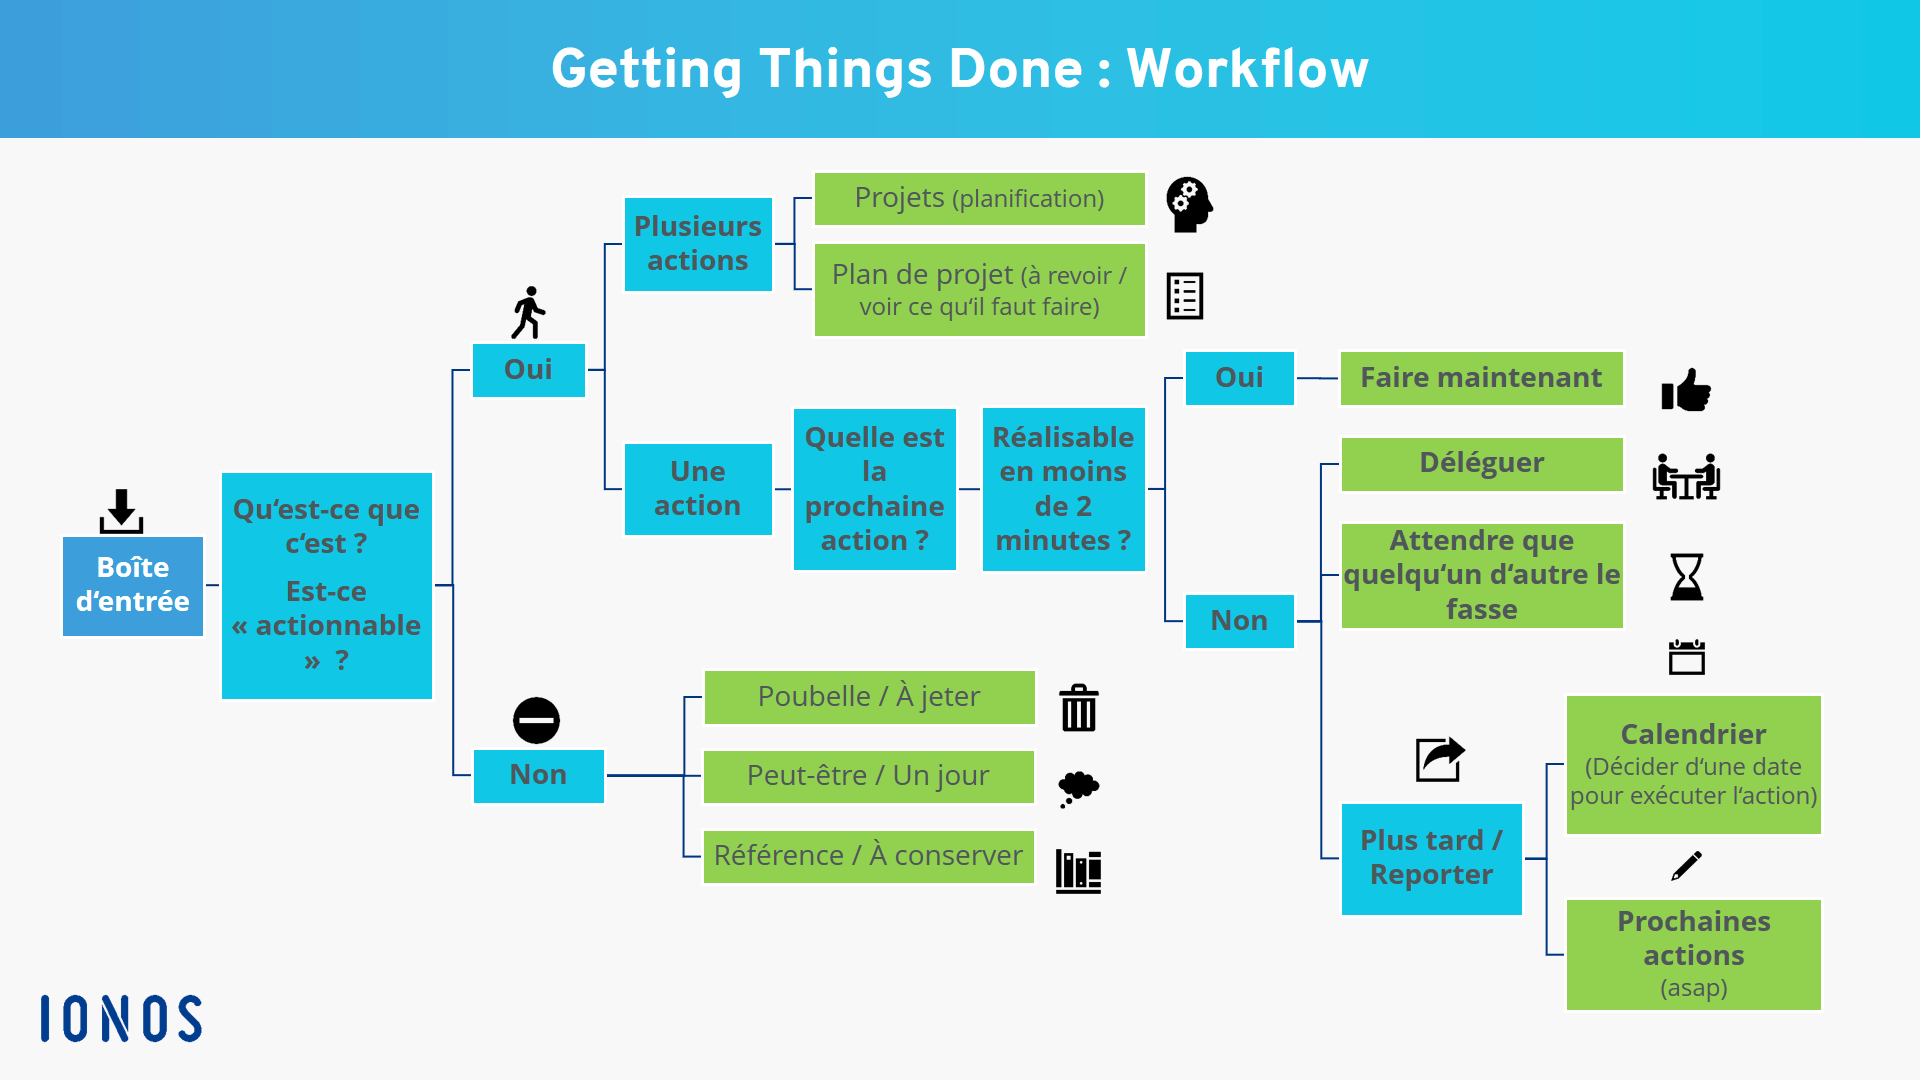 Getting Things Done : Workflow
Projets (planification)
Plusieurs
actions
Plan de projet (à revoir /
voir ce qu‘il faut faire)
Oui
Oui
Faire maintenant
Quelle est
la
prochaine
action ?
Réalisable
en moins
de 2
minutes ?
Une
action
Déléguer
Attendre que
quelqu‘un d‘autre le
fasse
Boîte
d‘entrée
Qu‘est-ce que
c‘est ?
Est-ce
« actionnable
» ?
Non
Poubelle / À jeter
Non
Peut-être / Un jour
Référence / À conserver
Calendrier
(Décider d‘une date
pour exécuter l‘action)
Plus tard /
Reporter
Prochaines
actions
(asap)
IONOS